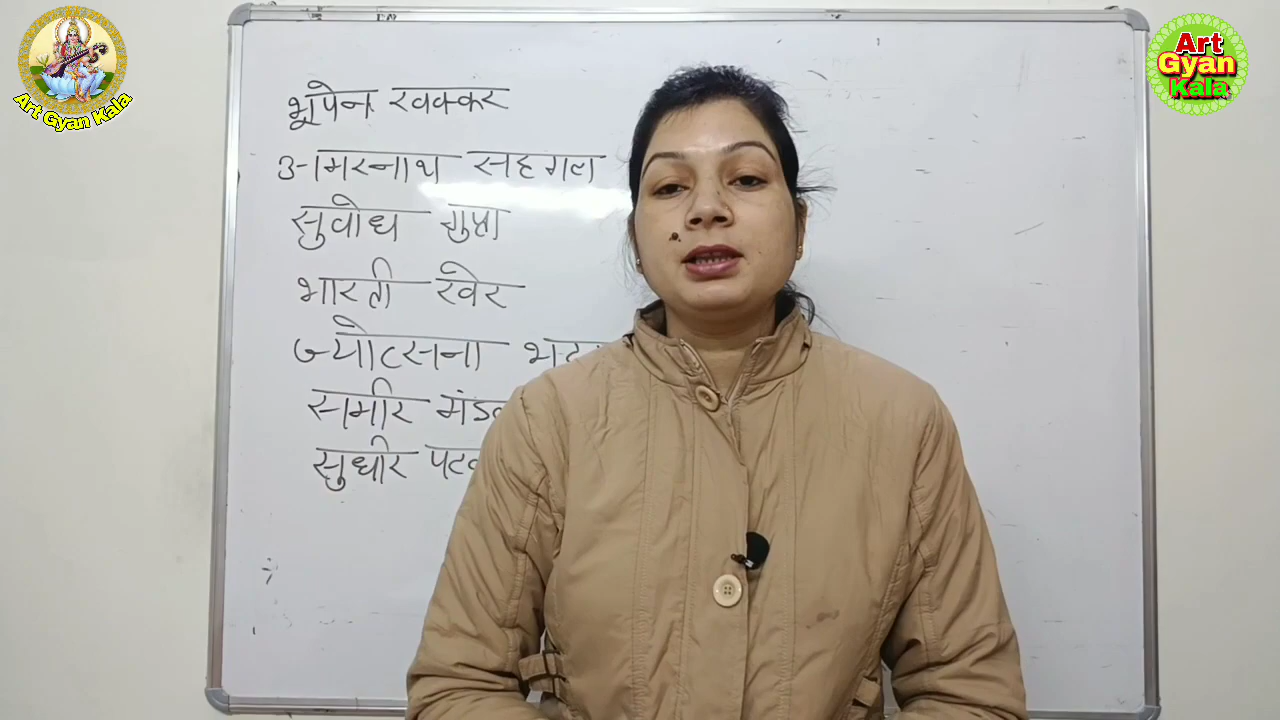 Art Gyan Kala
Art
Gyan
Kala
भूपेन खक्कर
अमरनाथ सहगल
सुवोध गुप्ता
भारती खेर
ज्योत्सना
समीर
सुधीर